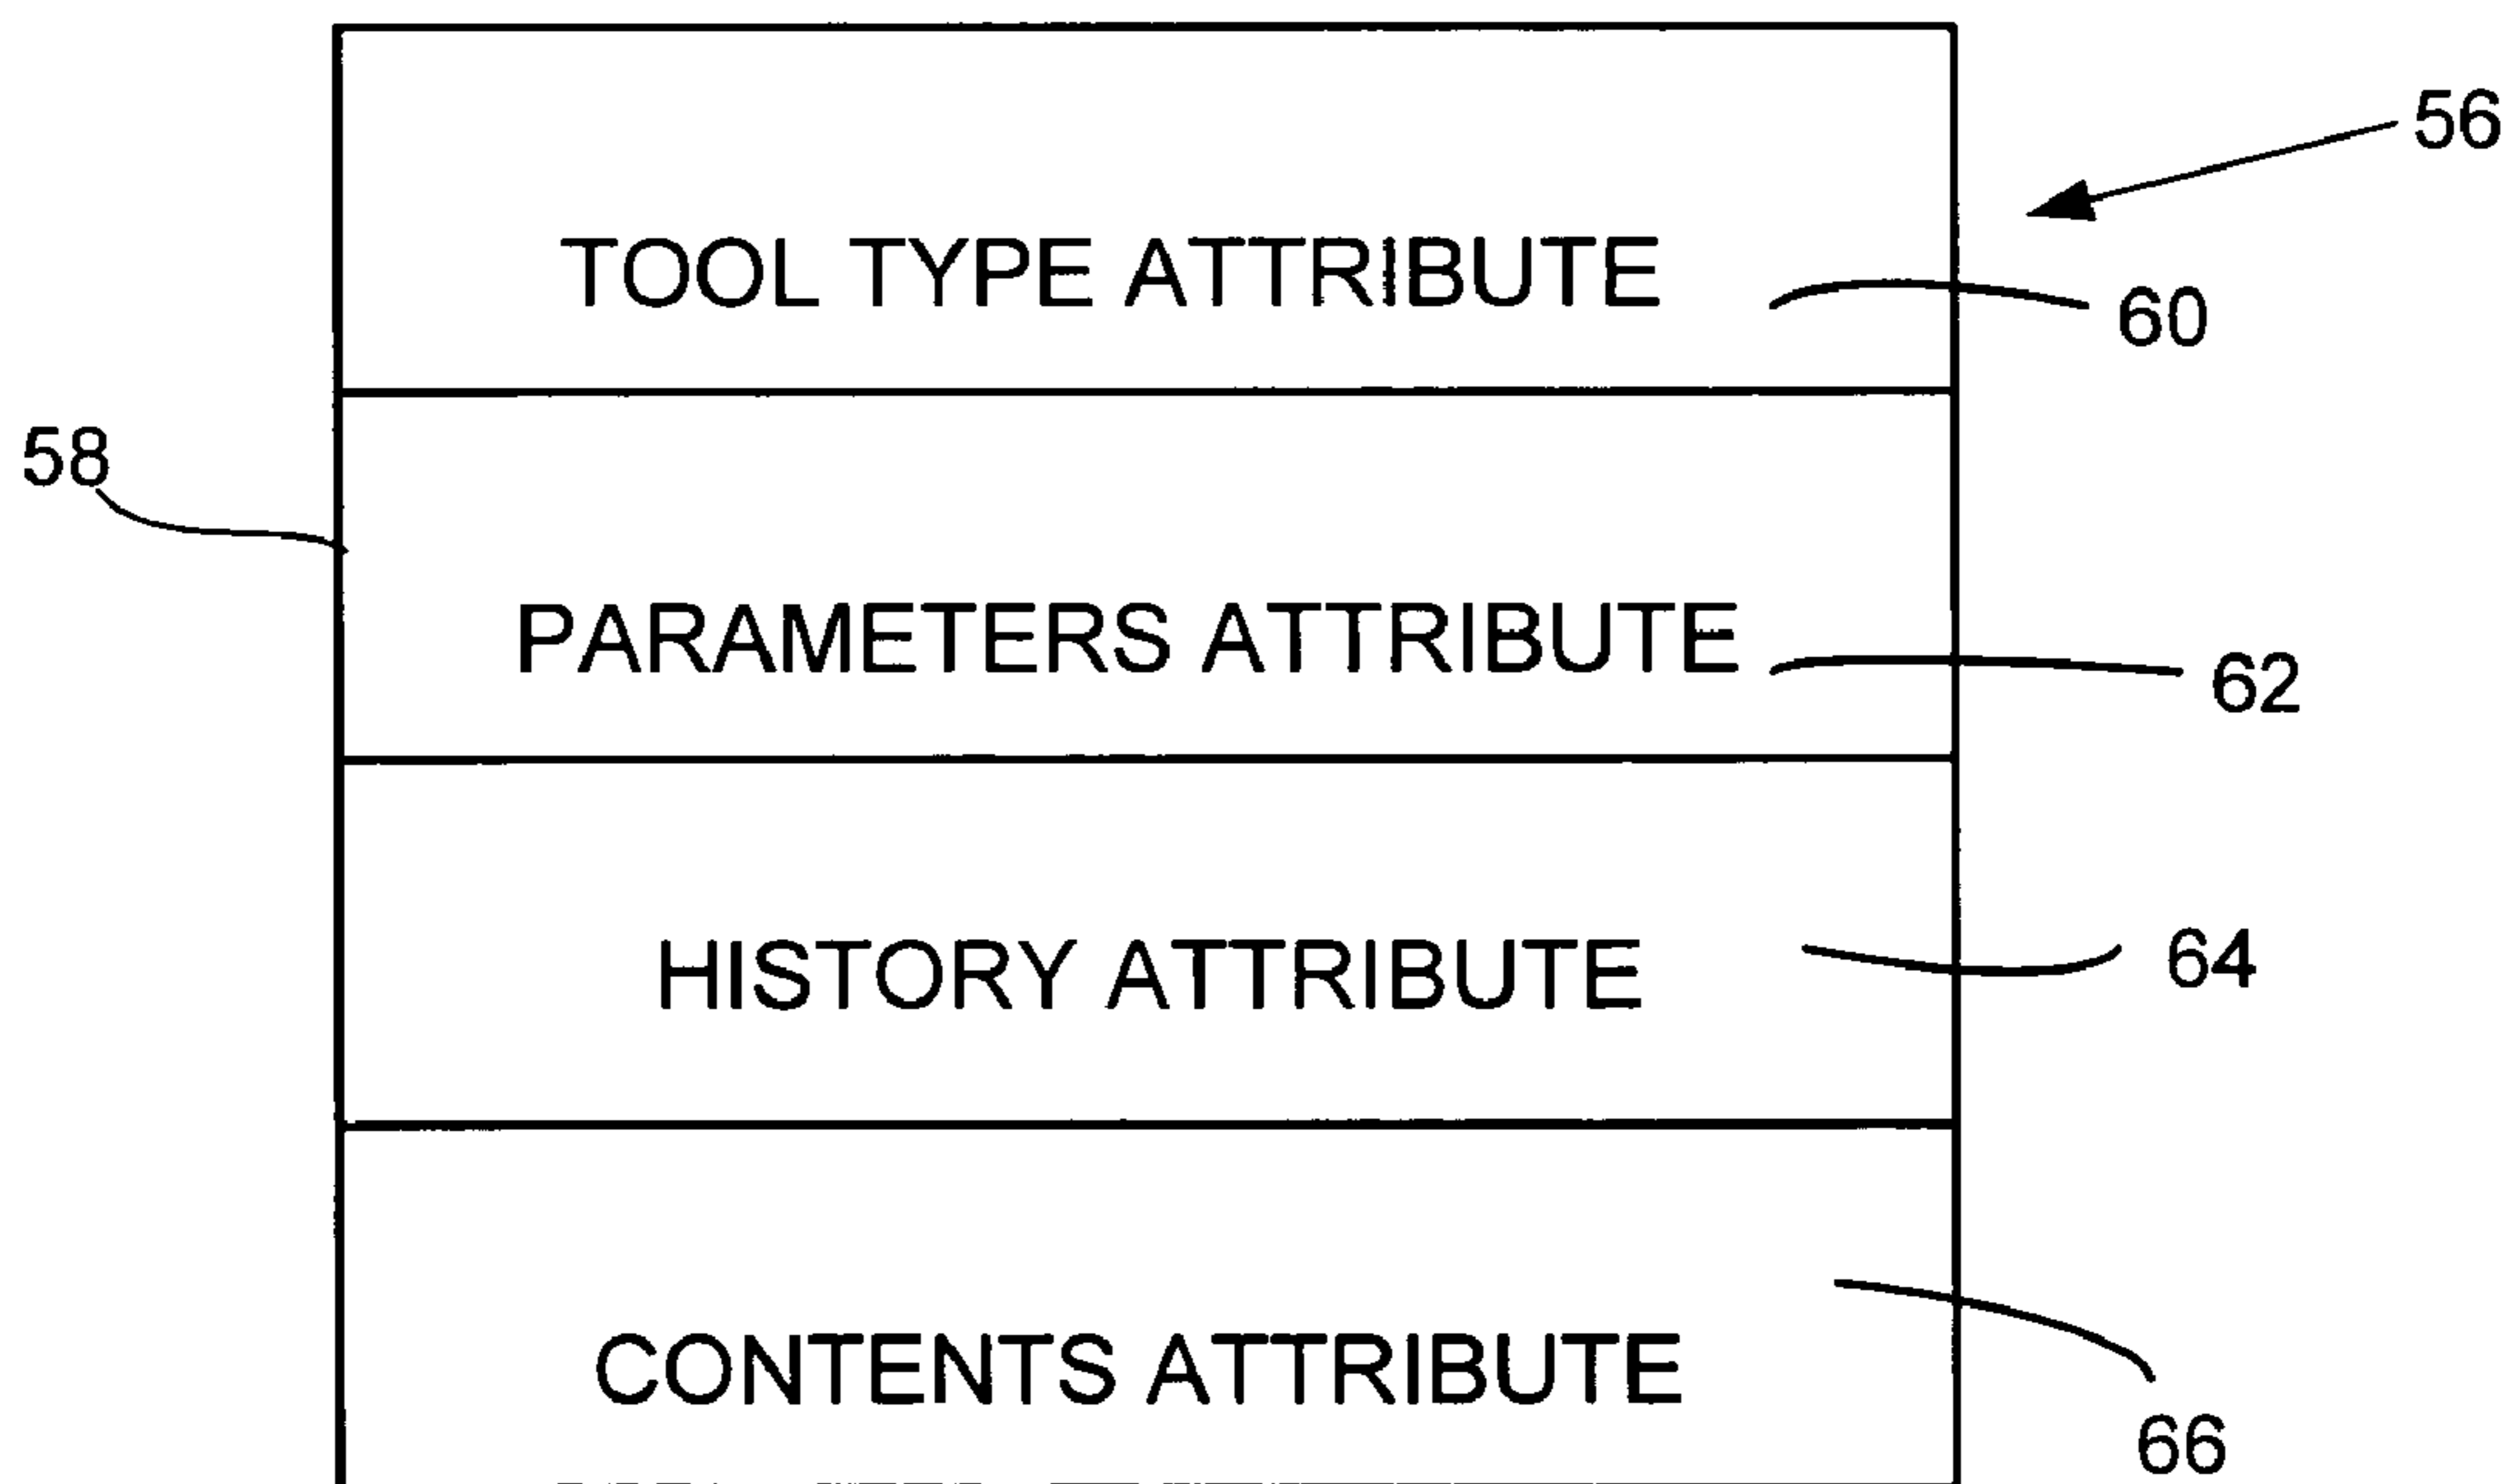 56
TOOL TYPE ATTRIBUTE
60
58
PARAMETERS ATTRIBUTE
62
HISTORY ATTRIBUTE
64
CONTENTS ATTRIBUTE
66